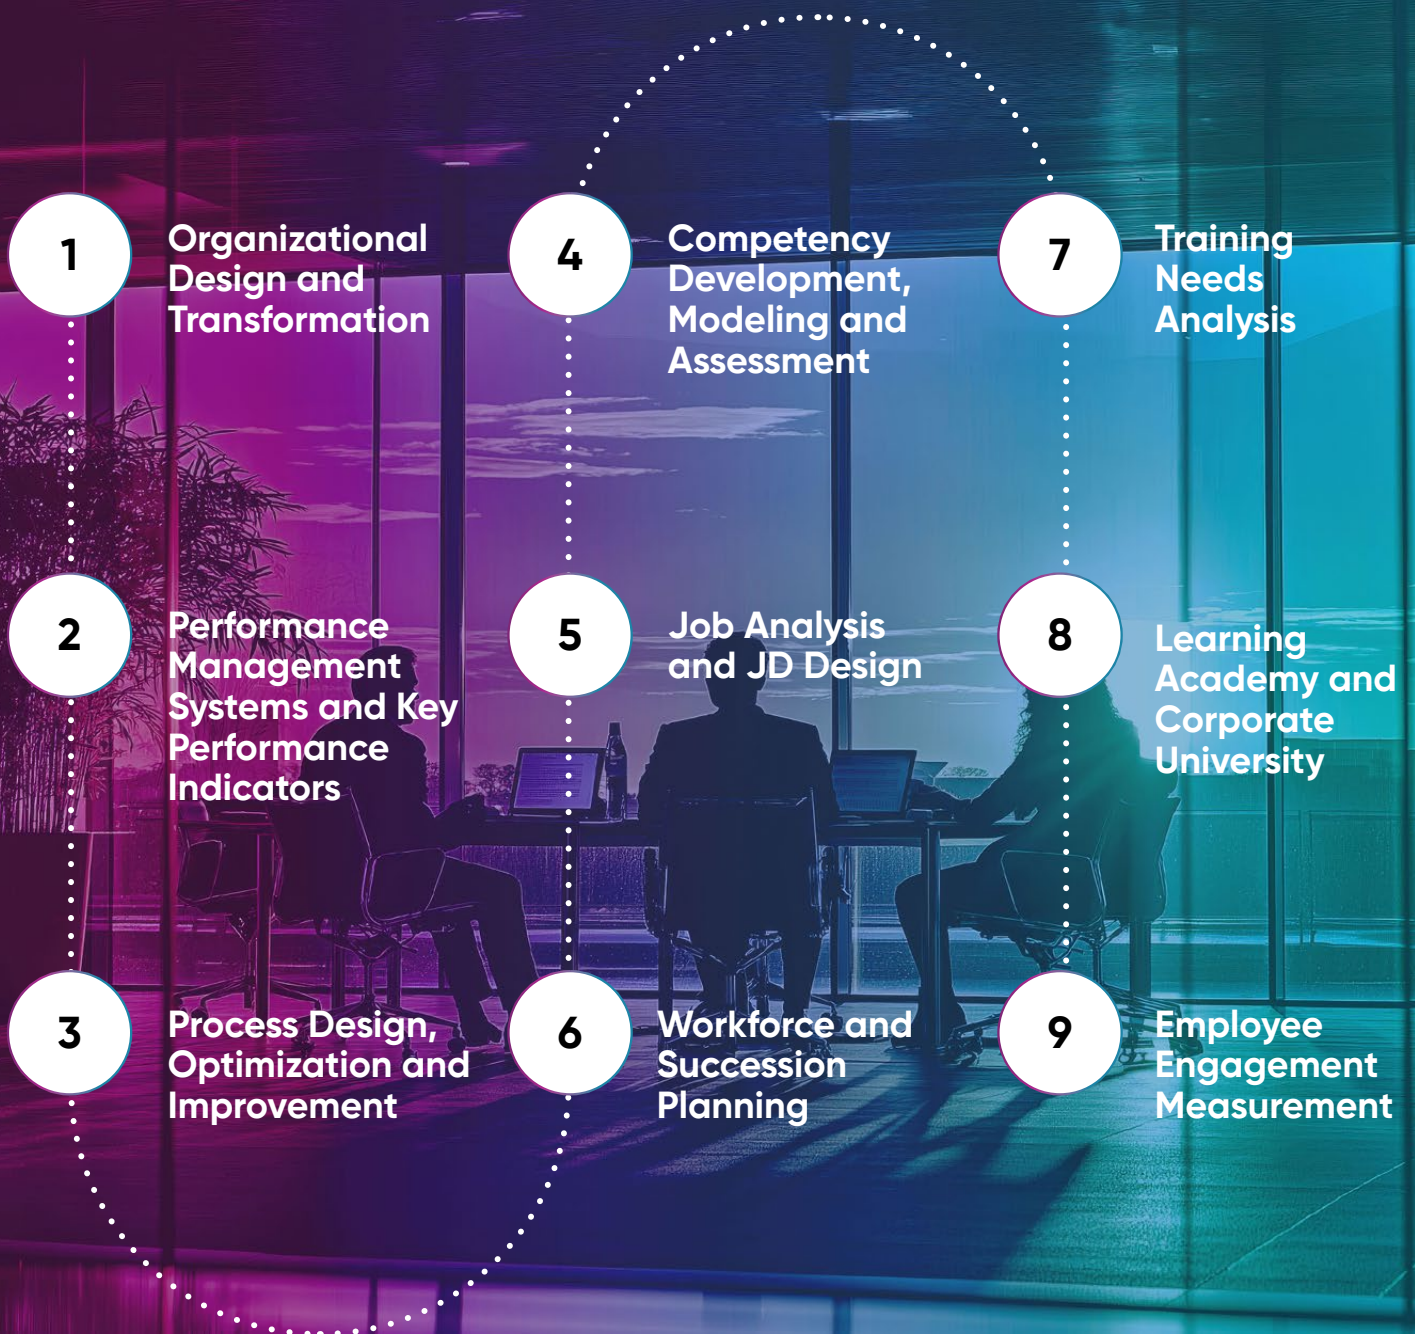 1
Organizational
Design and
Transformation
2
Performance
Management
Systems and Key
Performance
Indicators
3
Process Design,
Optimization and
Improvement
4
Competency
Development,
Modeling and
Assessment
5
Job Analysis
and JD Design
6
Workforce and
Succession
Planning
7
Training
Needs
Analysis
8
Learning
Academy and
Corporate
University
9
Employee
Engagement
Measurement